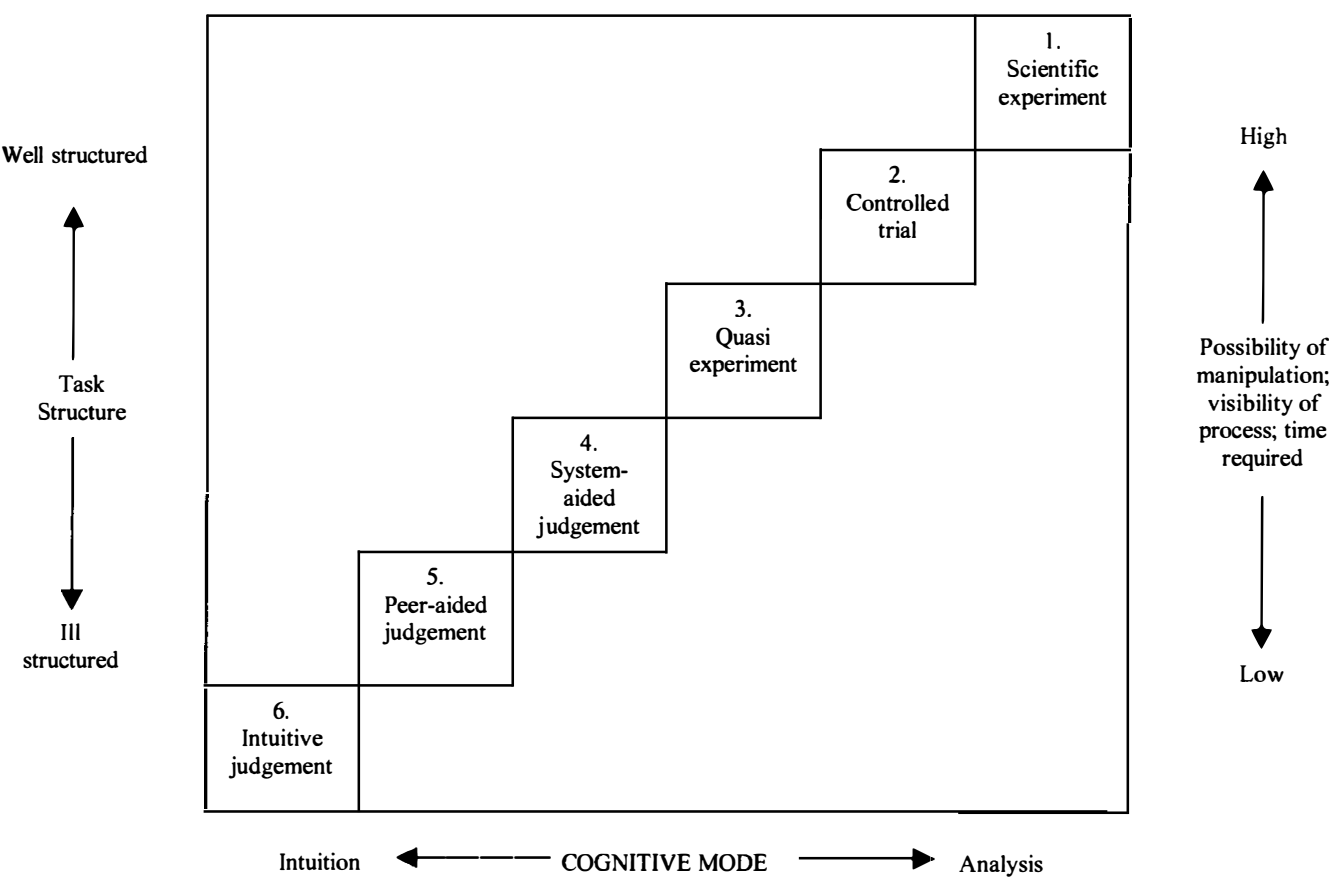 1.
Scientific
experiment
High
Well structured
2.
Controlled
trial
3.
Quasi
experiment
Possibility of
manipulation;
visibility of
process; time
required
Task
Structure
4.
System-
aided
judgement
5.
Peer-aided
judgement
Ill
structured
Low
6.
Intuitive
judgement
Intuition
COGNITIVE MODE
Analysis